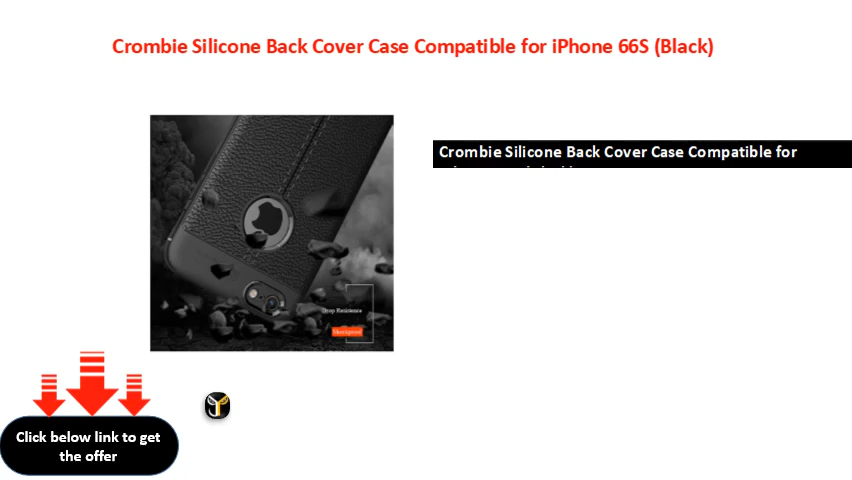 Crombie Silicone Back Cover Case Compatible for iPhone 66S (Black)
Crombie Silicone Back Cover Case Compatible for
Drop Resistance
Shockproof
Click below link to get
the offer